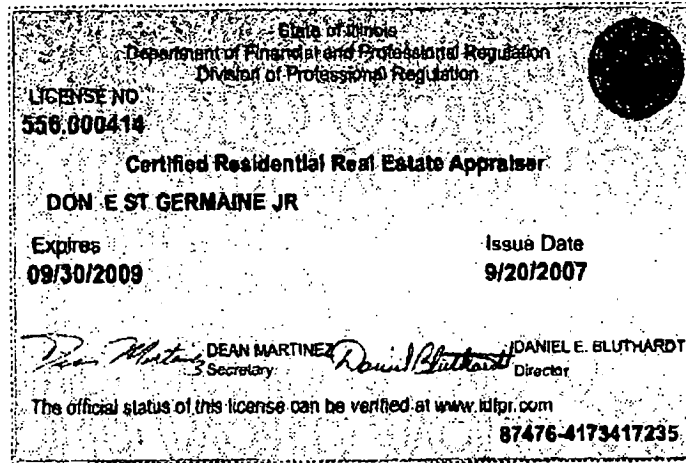 State of Illinois
Department of Financial and Professional Regulation
Division of Professional Regulation
LICENSE NO
556.000414
Certified Residential Real Estate Appraiser
DON E ST GERMAINE JR
Expires
09/30/2009
Issue Date
9/20/2007
DEAN MARTINEZ
Secretary
DANIEL E. BLUTHARDT
Director
The official status of this license can be verified at www.idfpr.com
87476-4173417235